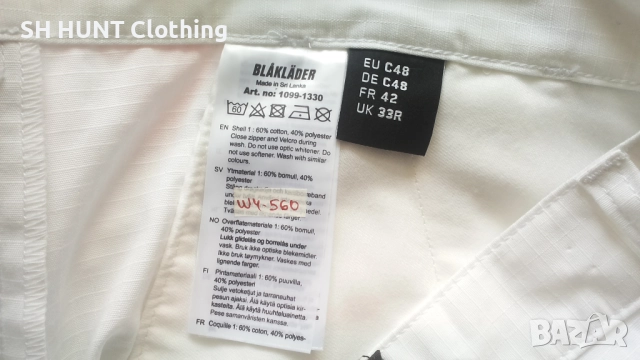 SH HUNT Clothing
BLÅKLÄDER
Made in Sri Lanka
Art. no: 1099-1330
60
EN Shell 1: 60% cotton, 40% polyester
Close zipper and Velcro during
wash. Do not use optic whitener. Do
not use softener. Wash with similar
colours.
SV Ytmaterial 1: 60% bomull, 40%
polyester
W4-560
NO Overflatemateriale 1: 60% bomull,
40% polyester
Lukk glidelås og borrelås under
vask. Bruk ikke optiske blekemidler
Bruk ikke tøymykner. Vaskes med
lignende farger.
FI Pintamateriaali 1: 60% puuvilla,
40% polyesteri
Sulje vetoketjut ja tarranauhat
pesun ajaksi. Älä käytä optisia kir-
kasteita. Älä käytä huuhteluainetta.
Pese samanväristen kanssa.
FR Coquille 1: 60% coton, 40% poly-
EU C48
DE C48
FR 42
UK 33R
BAZAR